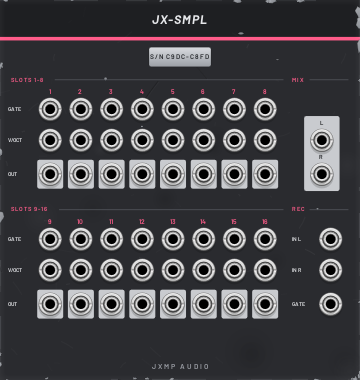 JX-SMPL
S/N C9DC-C8FD
SLOTS 1-8 MIX
1 2 3 4 5 6 7 8
GATE
L
V/OCT
R
OUT
SLOTS 9-16 REC
9 10 11 12 13 14 15 16
GATE IN L
V/OCT IN R
OUT GATE
JXMP AUDIO